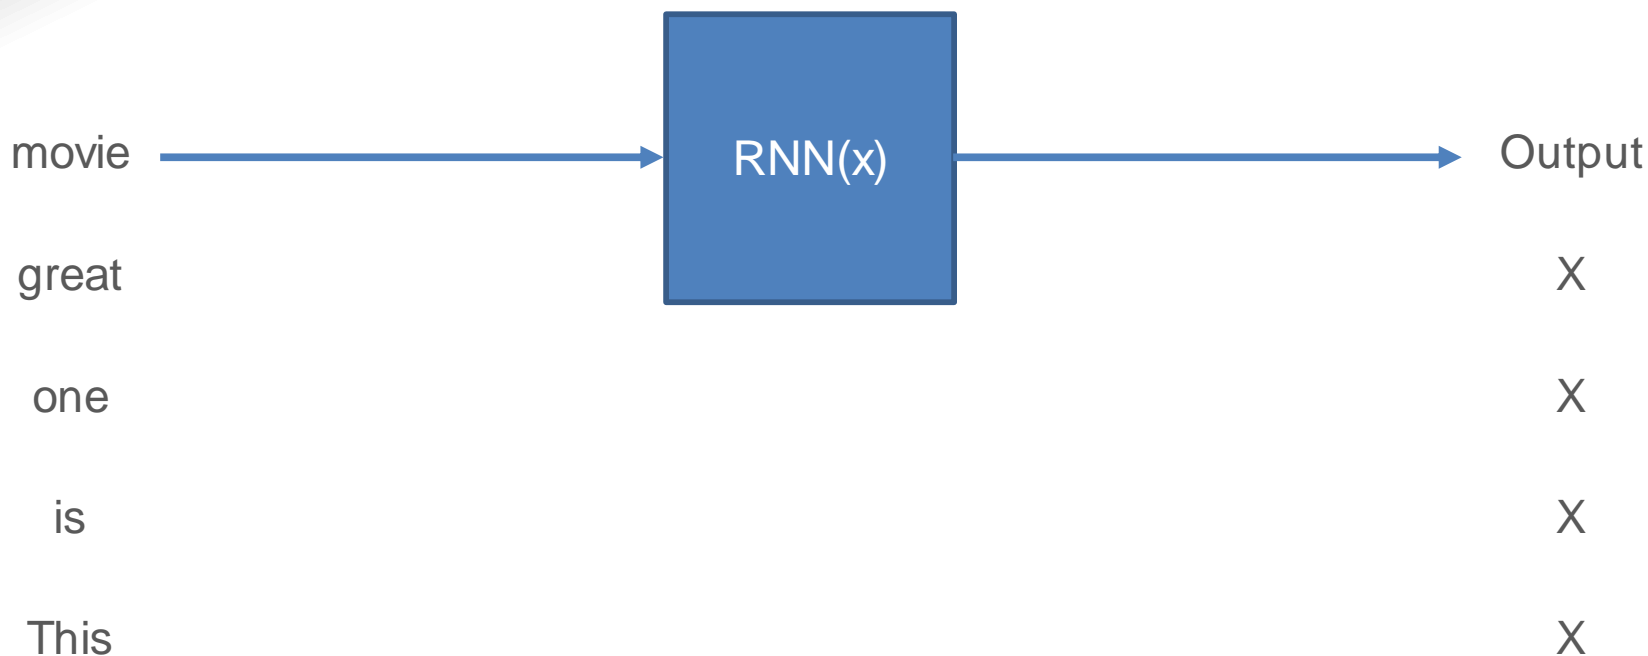 movie RNN(x) Output
great X
one X
is X
This X